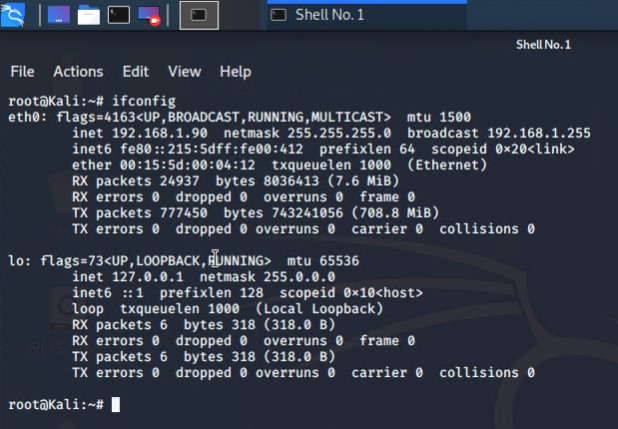 Shell No. 1
Shell No.1
File Actions Edit View Help
root@Kali:~# ifconfig
eth0: flags=4163<UP,BROADCAST,RUNNING,MULTICAST>  mtu 1500
        inet 192.168.1.90  netmask 255.255.255.0  broadcast 192.168.1.255
        inet6 fe80::215:5dff:fe00:412  prefixlen 64  scopeid 0×20<link>
        ether 00:15:5d:00:04:12  txqueuelen 1000  (Ethernet)
        RX packets 24937  bytes 8036413 (7.6 MiB)
        RX errors 0  dropped 0  overruns 0  frame 0
        TX packets 777450  bytes 743241056 (708.8 MiB)
        TX errors 0  dropped 0 overruns 0  carrier 0  collisions 0
lo: flags=73<UP,LOOPBACK,RUNNING>  mtu 65536
        inet 127.0.0.1  netmask 255.0.0.0
        inet6 ::1  prefixlen 128  scopeid 0×10<host>
        loop  txqueuelen 1000  (Local Loopback)
        RX packets 6  bytes 318 (318.0 B)
        RX errors 0  dropped 0  overruns 0  frame 0
        TX packets 6  bytes 318 (318.0 B)
        TX errors 0  dropped 0 overruns 0  carrier 0  collisions 0
root@Kali:~#